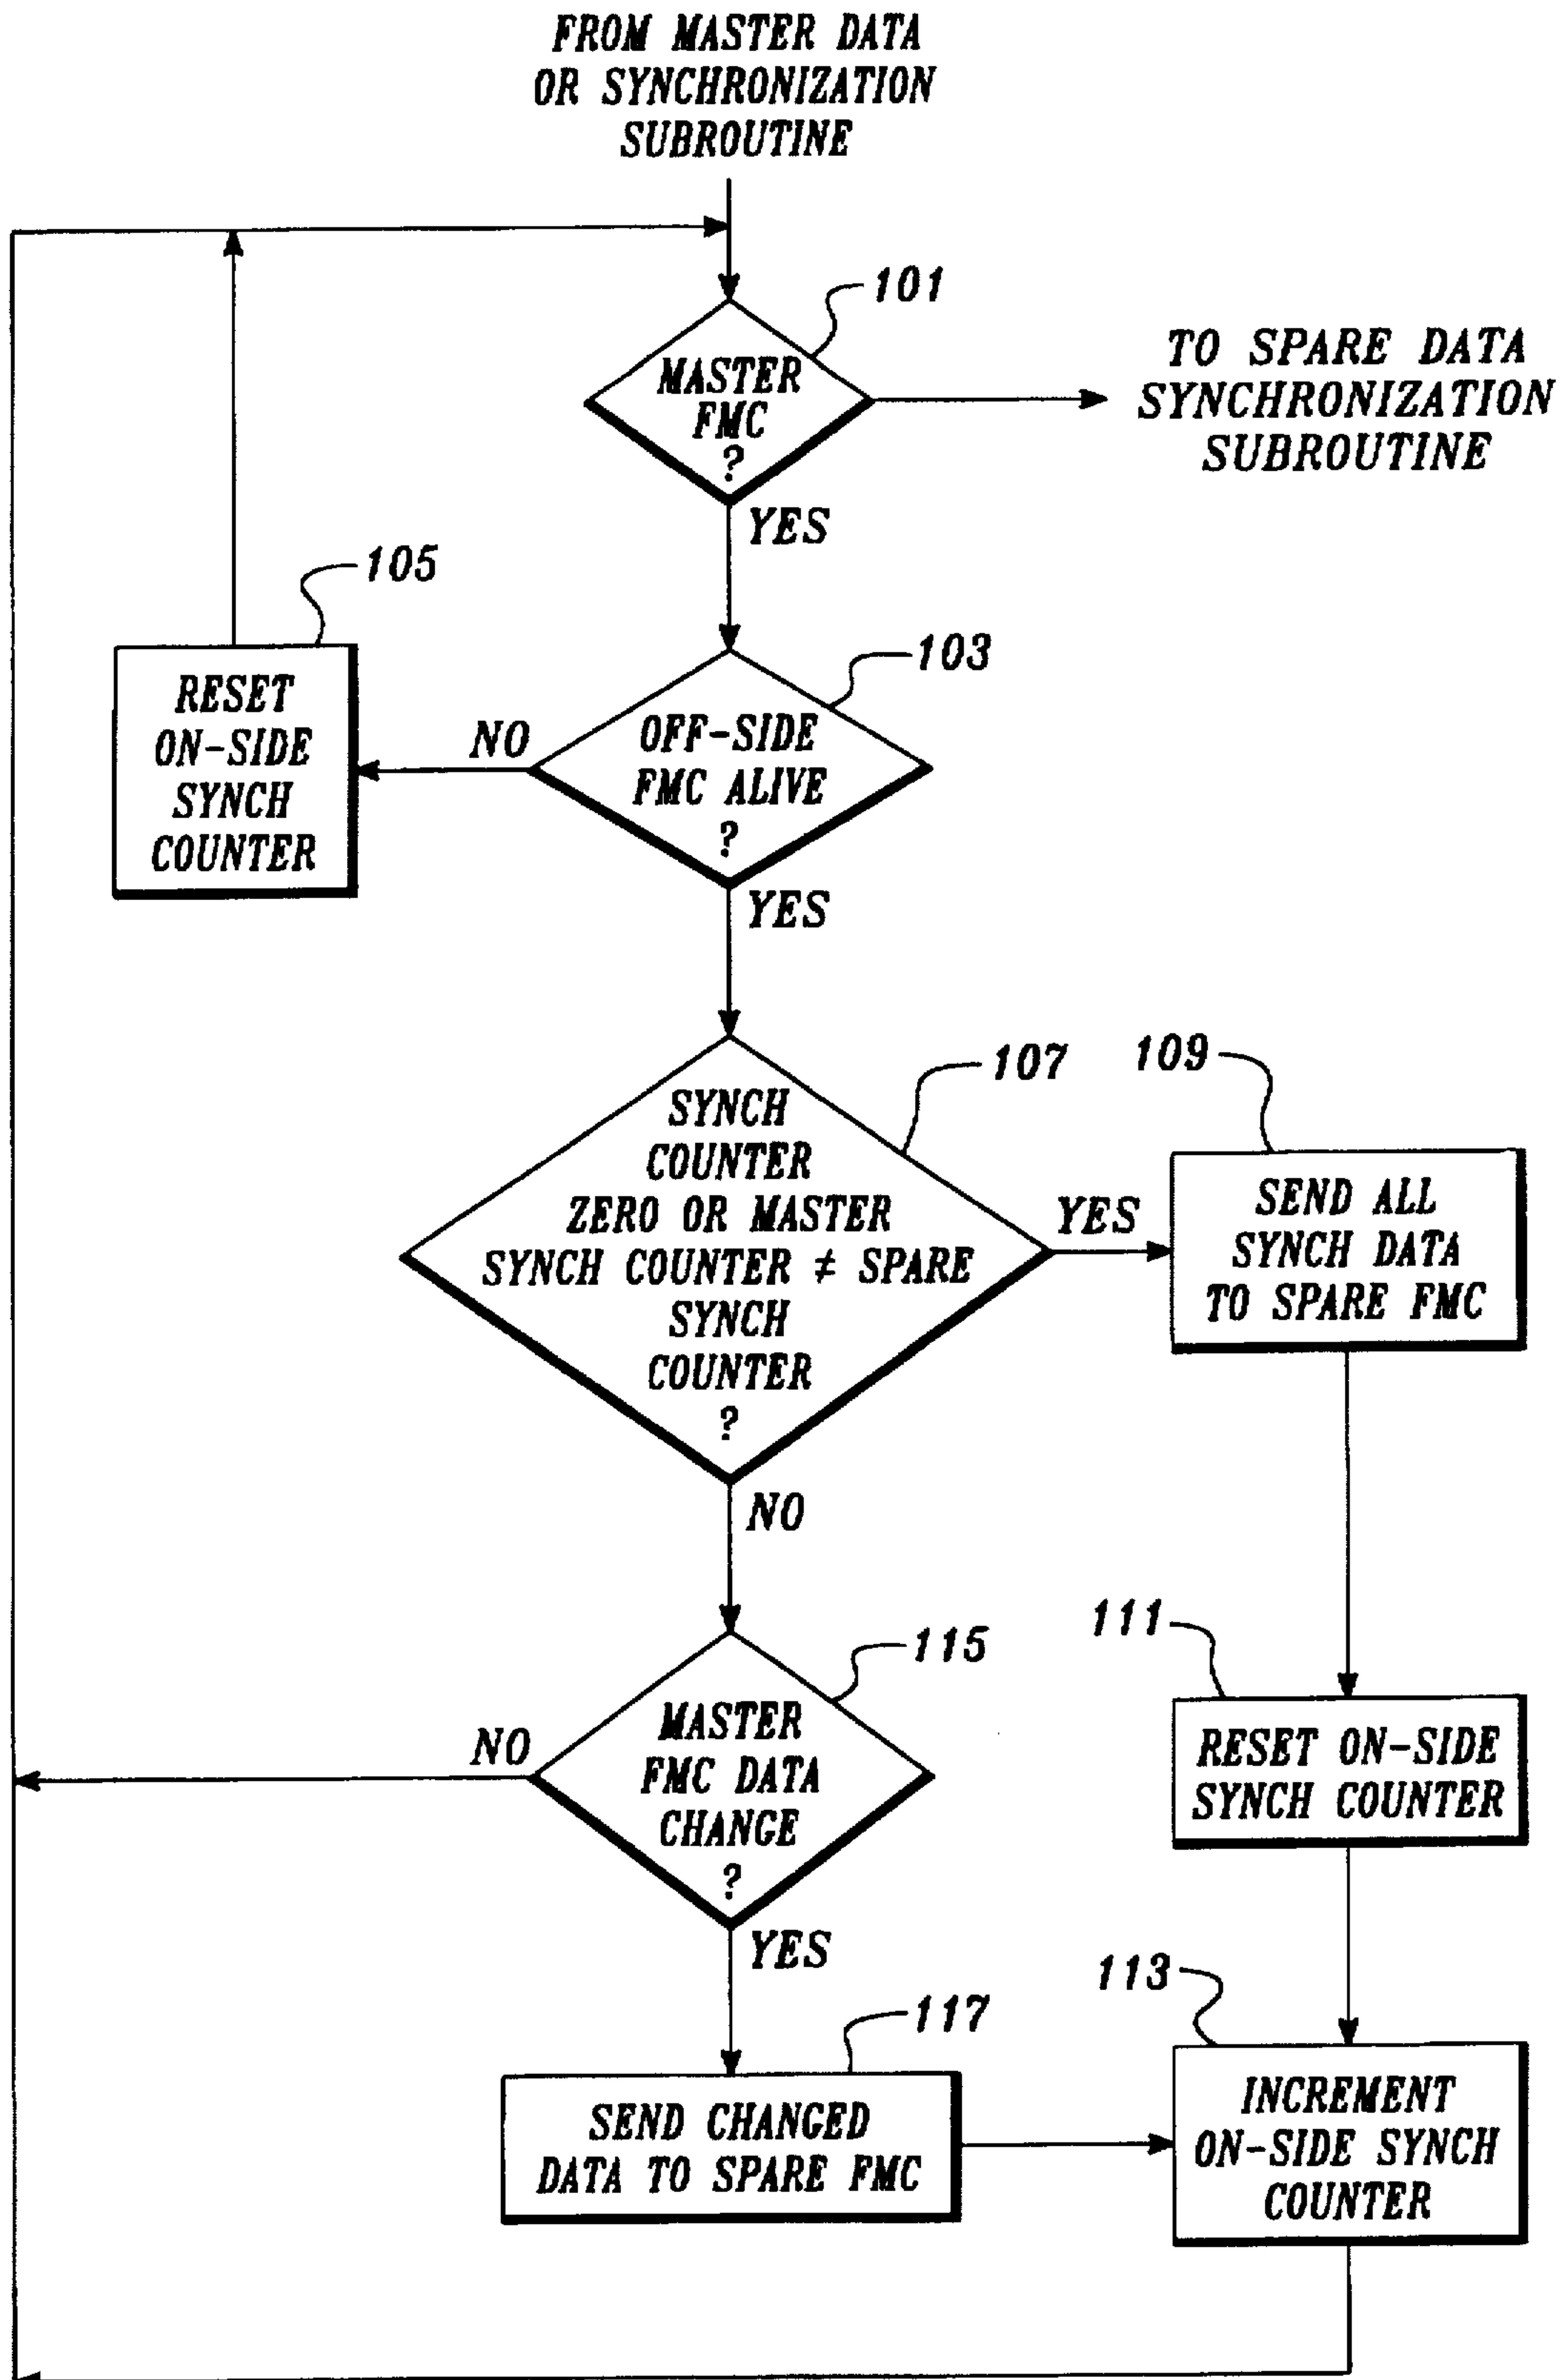 FROM MASTER DATA
OR SYNCHRONIZATION
SUBROUTINE
101
MASTER
FMC
?
TO SPARE DATA
SYNCHRONIZATION
SUBROUTINE
YES
105
RESET
ON-SIDE
SYNCH
COUNTER
103
OFF-SIDE
FMC ALIVE
?
NO
YES
107
SYNCH
COUNTER
ZERO OR MASTER
SYNCH COUNTER ≠ SPARE
SYNCH
COUNTER
?
YES
109
SEND ALL
SYNCH DATA
TO SPARE FMC
NO
111
RESET ON-SIDE
SYNCH COUNTER
115
MASTER
FMC DATA
CHANGE
?
NO
YES
117
SEND CHANGED
DATA TO SPARE FMC
113
INCREMENT
ON-SIDE SYNCH
COUNTER